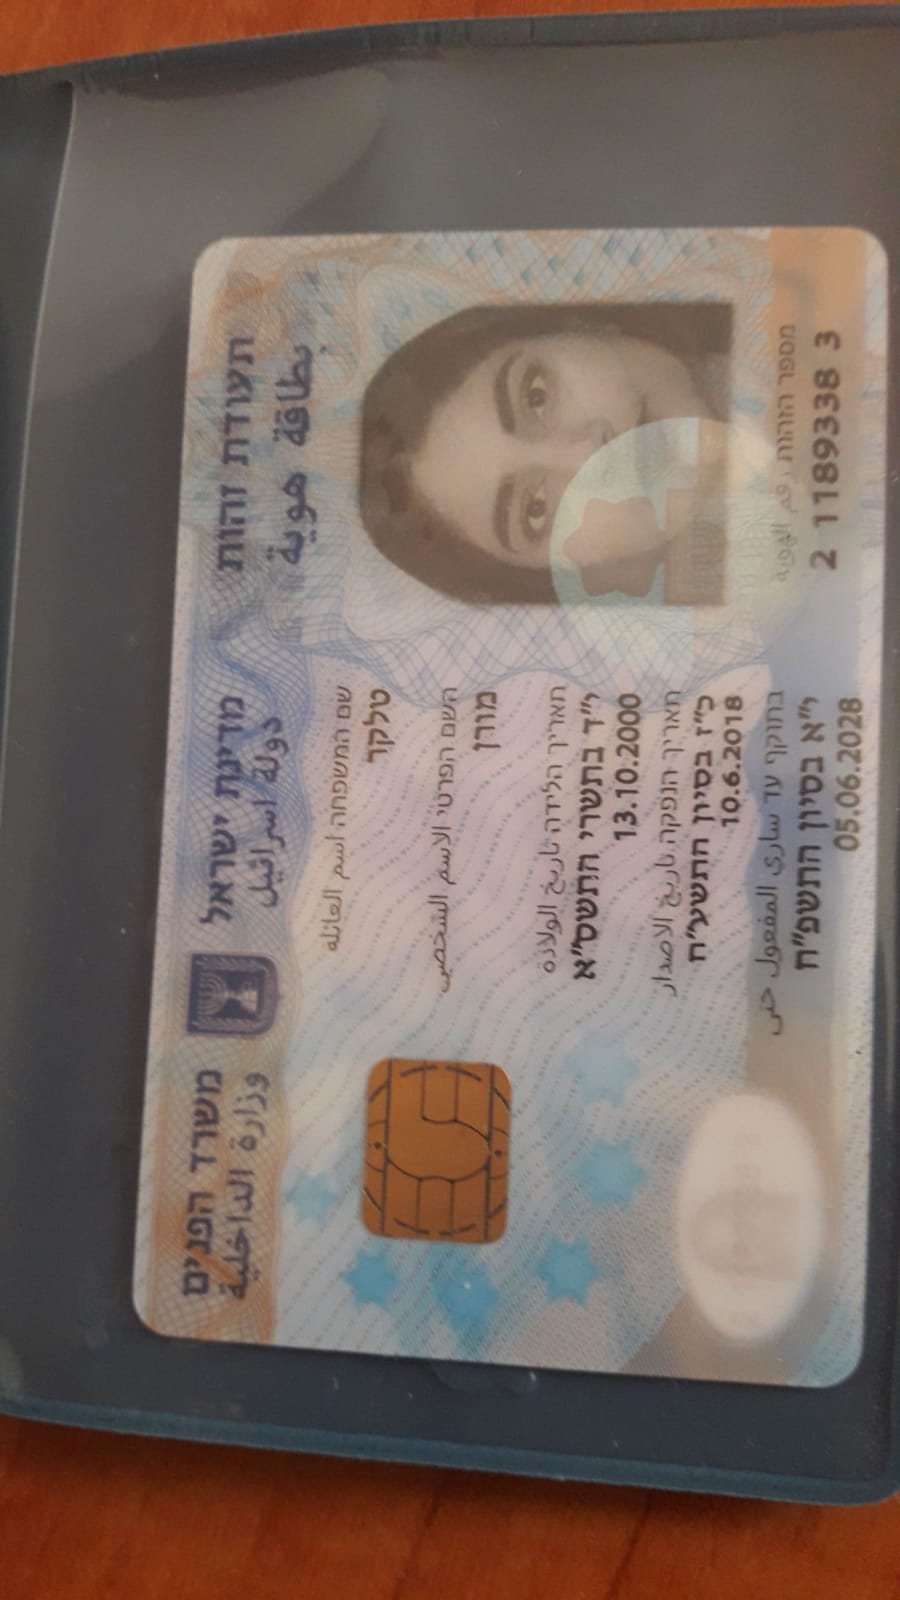 משרד הפנים
وزارة الداخلية
מדינת ישראל
دولة اسرائيل
תעודת זהות
بطاقة هوية
שם המשפחה اسم العائلة
טלקר
השם הפרטי الاسم الشخصي
מורן
תאריך הלידה تاريخ الولادة
י"ד בתשרי התשס"א
13.10.2000
תאריך הנפקה تاريخ الاصدار
כ"ז בסיון התשע"ח
10.6.2018
בתוקף עד ساري المفعول حتى
י"א בסיון התשפ"ח
05.06.2028
מספר הזהות رقم الهوية
2 1189338 3